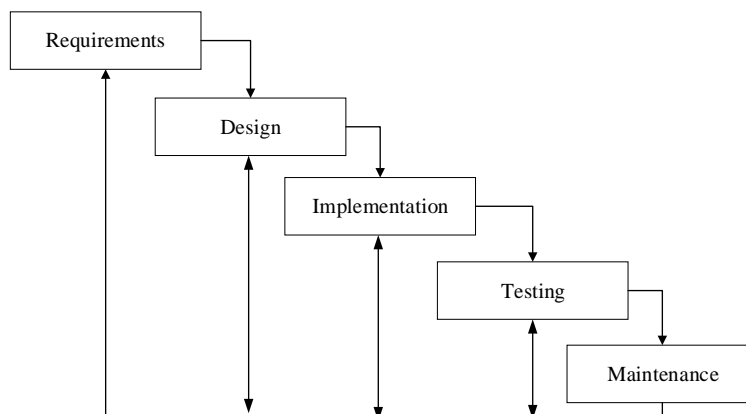 Requirements
Design
Implementation
Testing
Maintenance